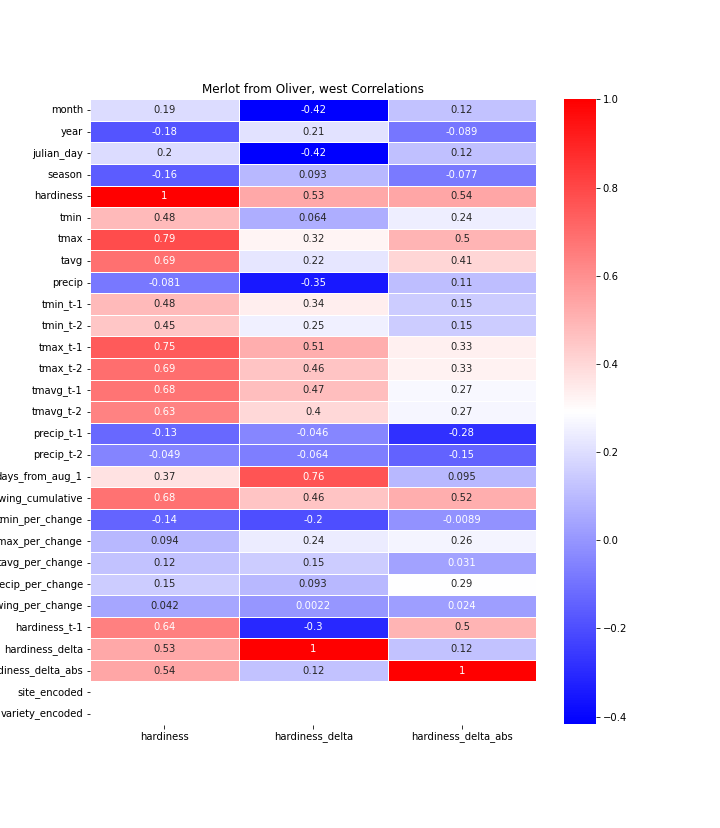 Merlot from Oliver, west Correlations
month 0.19 -0.42 0.12
year -0.18 0.21 -0.089
julian_day 0.2 -0.42 0.12
season -0.16 0.093 -0.077
hardiness 1 0.53 0.54
tmin 0.48 0.064 0.24
tmax 0.79 0.32 0.5
tavg 0.69 0.22 0.41
precip -0.081 -0.35 0.11
tmin_t-1 0.48 0.34 0.15
tmin_t-2 0.45 0.25 0.15
tmax_t-1 0.75 0.51 0.33
tmax_t-2 0.69 0.46 0.33
tmavg_t-1 0.68 0.47 0.27
tmavg_t-2 0.63 0.4 0.27
precip_t-1 -0.13 -0.046 -0.28
precip_t-2 -0.049 -0.064 -0.15
days_from_aug_1 0.37 0.76 0.095
wing_cumulative 0.68 0.46 0.52
tmin_per_change -0.14 -0.2 -0.0089
max_per_change 0.094 0.24 0.26
tavg_per_change 0.12 0.15 0.031
ecip_per_change 0.15 0.093 0.29
wing_per_change 0.042 0.0022 0.024
hardiness_t-1 0.64 -0.3 0.5
hardiness_delta 0.53 1 0.12
diness_delta_abs 0.54 0.12 1
site_encoded
variety_encoded
hardiness hardiness_delta hardiness_delta_abs
1.0
0.8
0.6
0.4
0.2
0.0
−0.2
−0.4